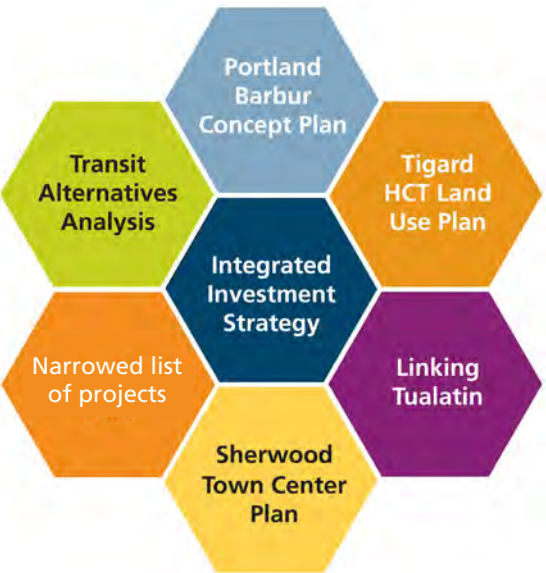 Portland
Barbur
Concept Plan
Transit
Alternatives
Analysis
Tigard
HCT Land
Use Plan
Integrated
Investment
Strategy
Narrowed list
of projects
Linking
Tualatin
Sherwood
Town Center
Plan